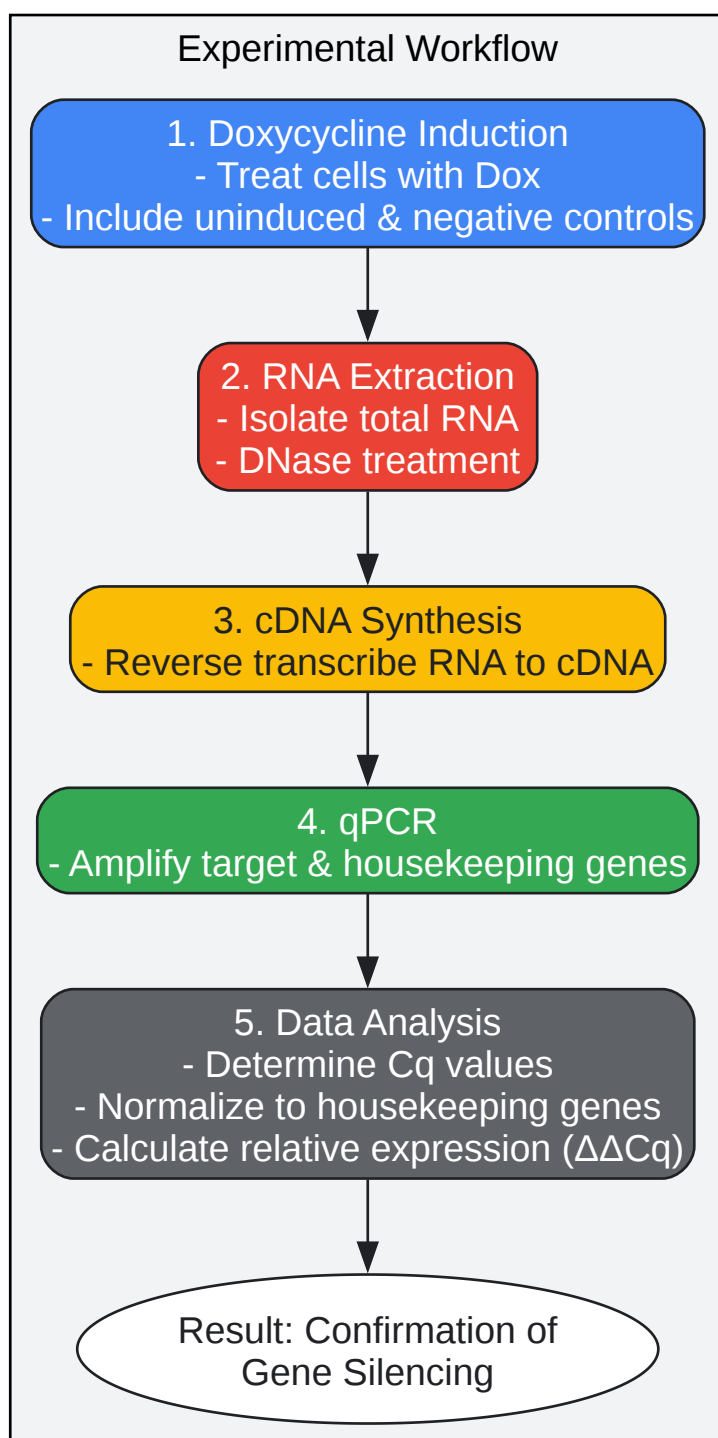 Experimental Workflow
1. Doxycycline Induction
- Treat cells with Dox
- Include uninduced & negative controls
2. RNA Extraction
- Isolate total RNA
- DNase treatment
3. cDNA Synthesis
- Reverse transcribe RNA to cDNA
4. qPCR
- Amplify target & housekeeping genes
5. Data Analysis
- Determine Cq values
- Normalize to housekeeping genes
- Calculate relative expression (ΔΔCq)
Result: Confirmation of
Gene Silencing